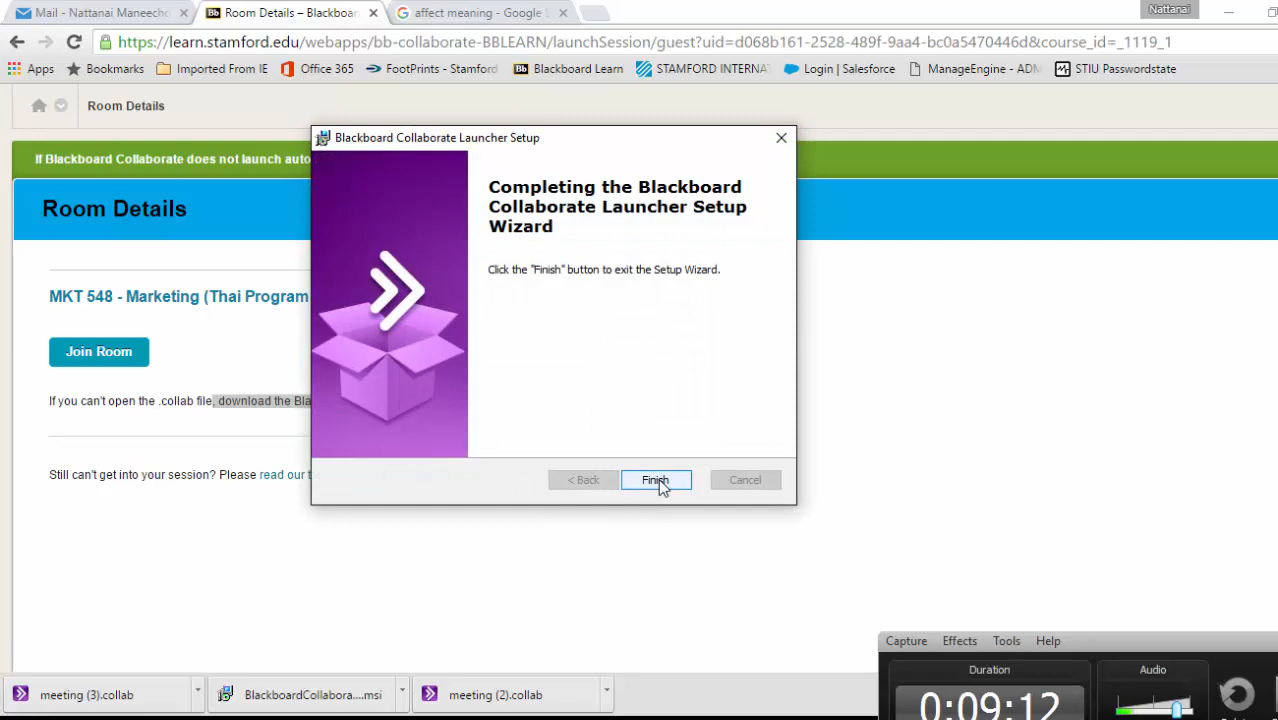 Mail - Nattanai Maneech
Room Details – Blackboar
affect meaning - Google S
Nattanai
https://learn.stamford.edu/webapps/bb-collaborate-BBLEARN/launchSession/guest?uid=d068b161-2528-489f-9aa4-bc0a5470446d&course_id=_1119_1
Apps
Bookmarks
Imported From IE
Office 365
FootPrints - Stamford
Blackboard Learn
STAMFORD INTERNAT
Login | Salesforce
ManageEngine - ADM
STIU Passwordstate
Room Details
If Blackboard Collaborate does not launch auto
Room Details
MKT 548 - Marketing (Thai Program
Join Room
If you can't open the .collab file, download the Bla
Still can't get into your session? Please read our t
Blackboard Collaborate Launcher Setup
Completing the Blackboard
Collaborate Launcher Setup
Wizard
Click the "Finish" button to exit the Setup Wizard.
< Back
Finish
Cancel
meeting (3).collab
BlackboardCollabora....msi
meeting (2).collab
Capture
Effects
Tools
Help
Duration
Audio
0:09:12